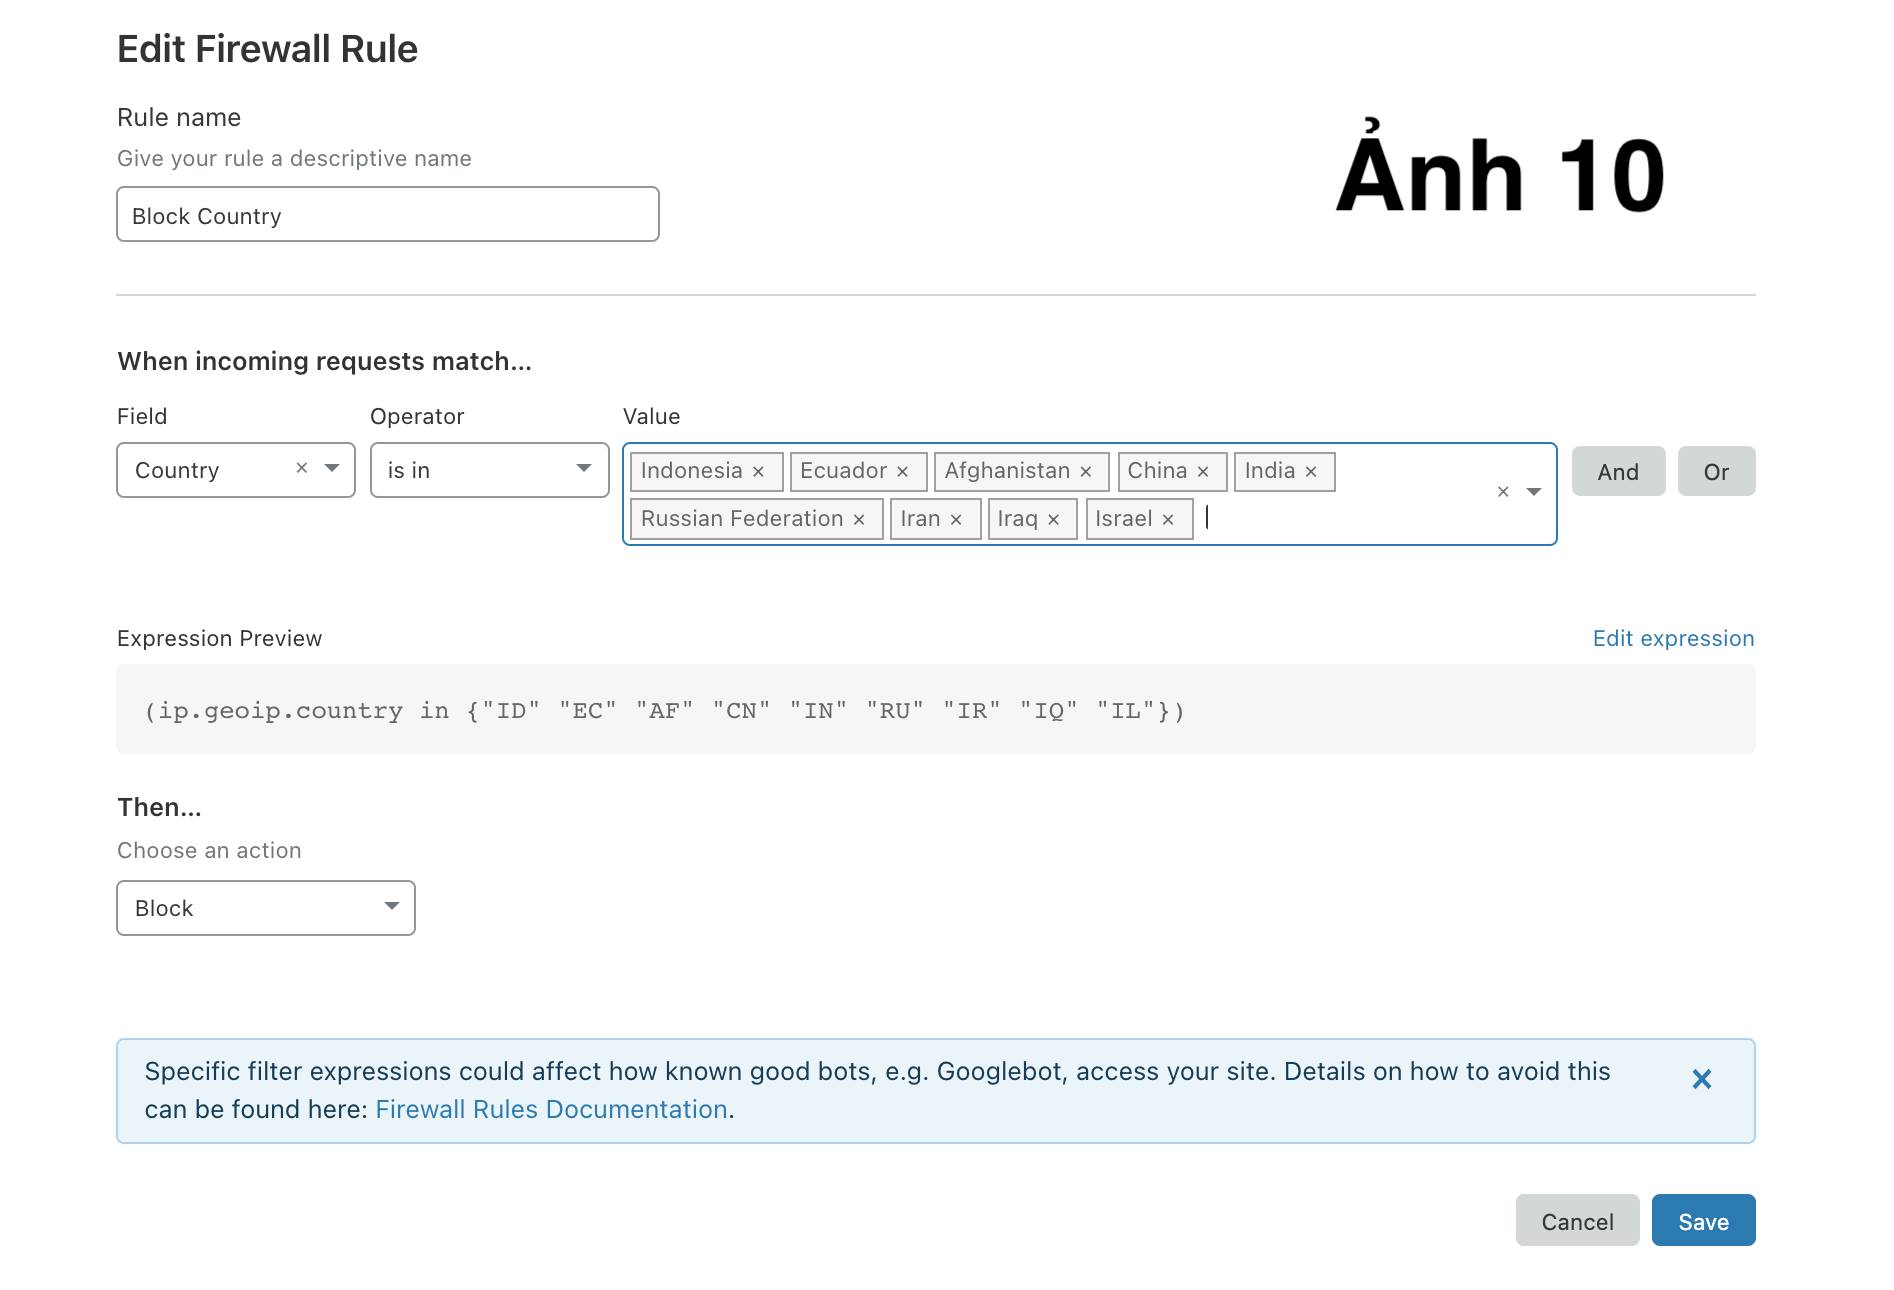 Edit Firewall Rule
Rule name
Give your rule a descriptive name
Block Country
Ảnh 10
When incoming requests match...
Field Operator Value
Country × is in Indonesia × Ecuador × Afghanistan × China × India × × And Or
Russian Federation × Iran × Iraq × Israel ×
Expression Preview Edit expression
(ip.geoip.country in {"ID" "EC" "AF" "CN" "IN" "RU" "IR" "IQ" "IL"})
Then...
Choose an action
Block
Specific filter expressions could affect how known good bots, e.g. Googlebot, access your site. Details on how to avoid this
can be found here: Firewall Rules Documentation.
Cancel Save